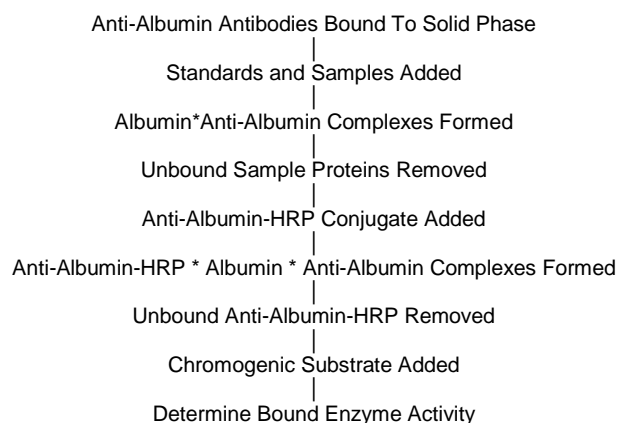 Anti-Albumin Antibodies Bound To Solid Phase
Standards and Samples Added
Albumin*Anti-Albumin Complexes Formed
Unbound Sample Proteins Removed
Anti-Albumin-HRP Conjugate Added
Anti-Albumin-HRP * Albumin * Anti-Albumin Complexes Formed
Unbound Anti-Albumin-HRP Removed
Chromogenic Substrate Added
Determine Bound Enzyme Activity